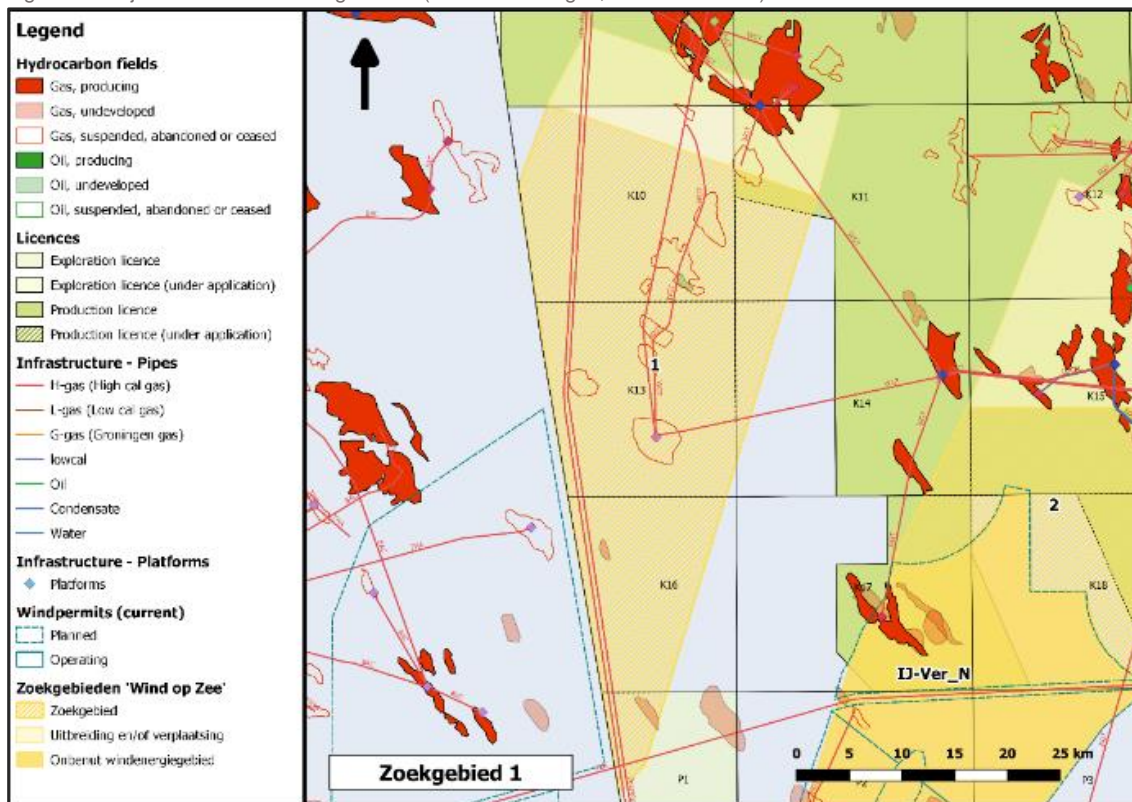 Legend
Hydrocarbon fields
Gas, producing
Gas, undeveloped
Gas, suspended, abandoned or ceased
Oil, producing
Oil, undeveloped
Oil, suspended, abandoned or ceased
Licences
Exploration licence
Exploration licence (under application)
Production licence
Production licence (under application)
Infrastructure - Pipes
H-gas (High cal gas)
L-gas (Low cal gas)
G-gas (Groningen gas)
lowcal
Oil
Condensate
Water
Infrastructure - Platforms
Platforms
Windpermits (current)
Planned
Operating
Zoekgebieden 'Wind op Zee'
Zoekgebied
Uitbreiding en/of verplaatsing
Onbenut windenergiegebied
K10
K11
K12
1
K13
K14
K15
2
K16
K18
IJ-Ver_N
0 5 10 15 20 25 km
Zoekgebied 1
P1
P2
P3